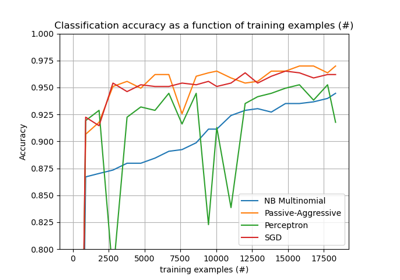 Classification accuracy as a function of training examples (#)
1.000
0.975
0.950
0.925
0.900
0.875
0.850
0.825
0.800
Accuracy
NB Multinomial
Passive-Aggressive
Perceptron
SGD
0 2500 5000 7500 10000 12500 15000 17500
training examples (#)